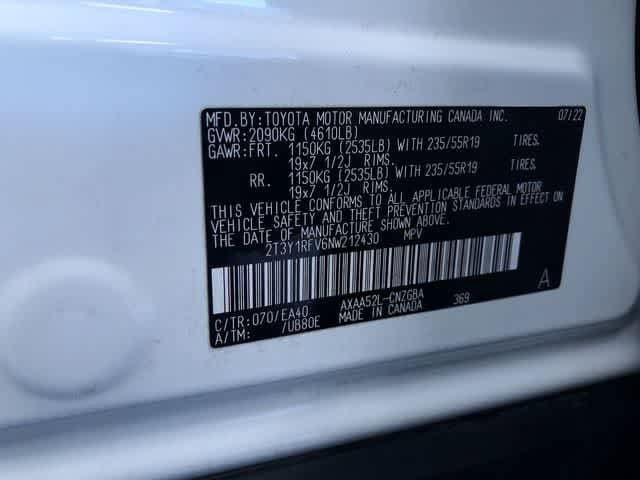 MFD.BY:TOYOTA MOTOR MANUFACTURING CANADA INC. 07/22
GVWR:2090KG (4610LB)
GAWR:FRT. 1150KG (2535LB) WITH 235/55R19 TIRES.
19x7 1/2J RIMS.
RR. 1150KG (2535LB) WITH 235/55R19 TIRES.
19x7 1/2J RIMS.
THIS VEHICLE CONFORMS TO ALL APPLICABLE FEDERAL MOTOR
VEHICLE SAFETY AND THEFT PREVENTION STANDARDS IN EFFECT ON
THE DATE OF MANUFACTURE SHOWN ABOVE.
2T3Y1RFV6NW212430 MPV
A
C/TR:070/EA40 AXAA52L-CNZGBA 369
A/TM: /UB80E MADE IN CANADA